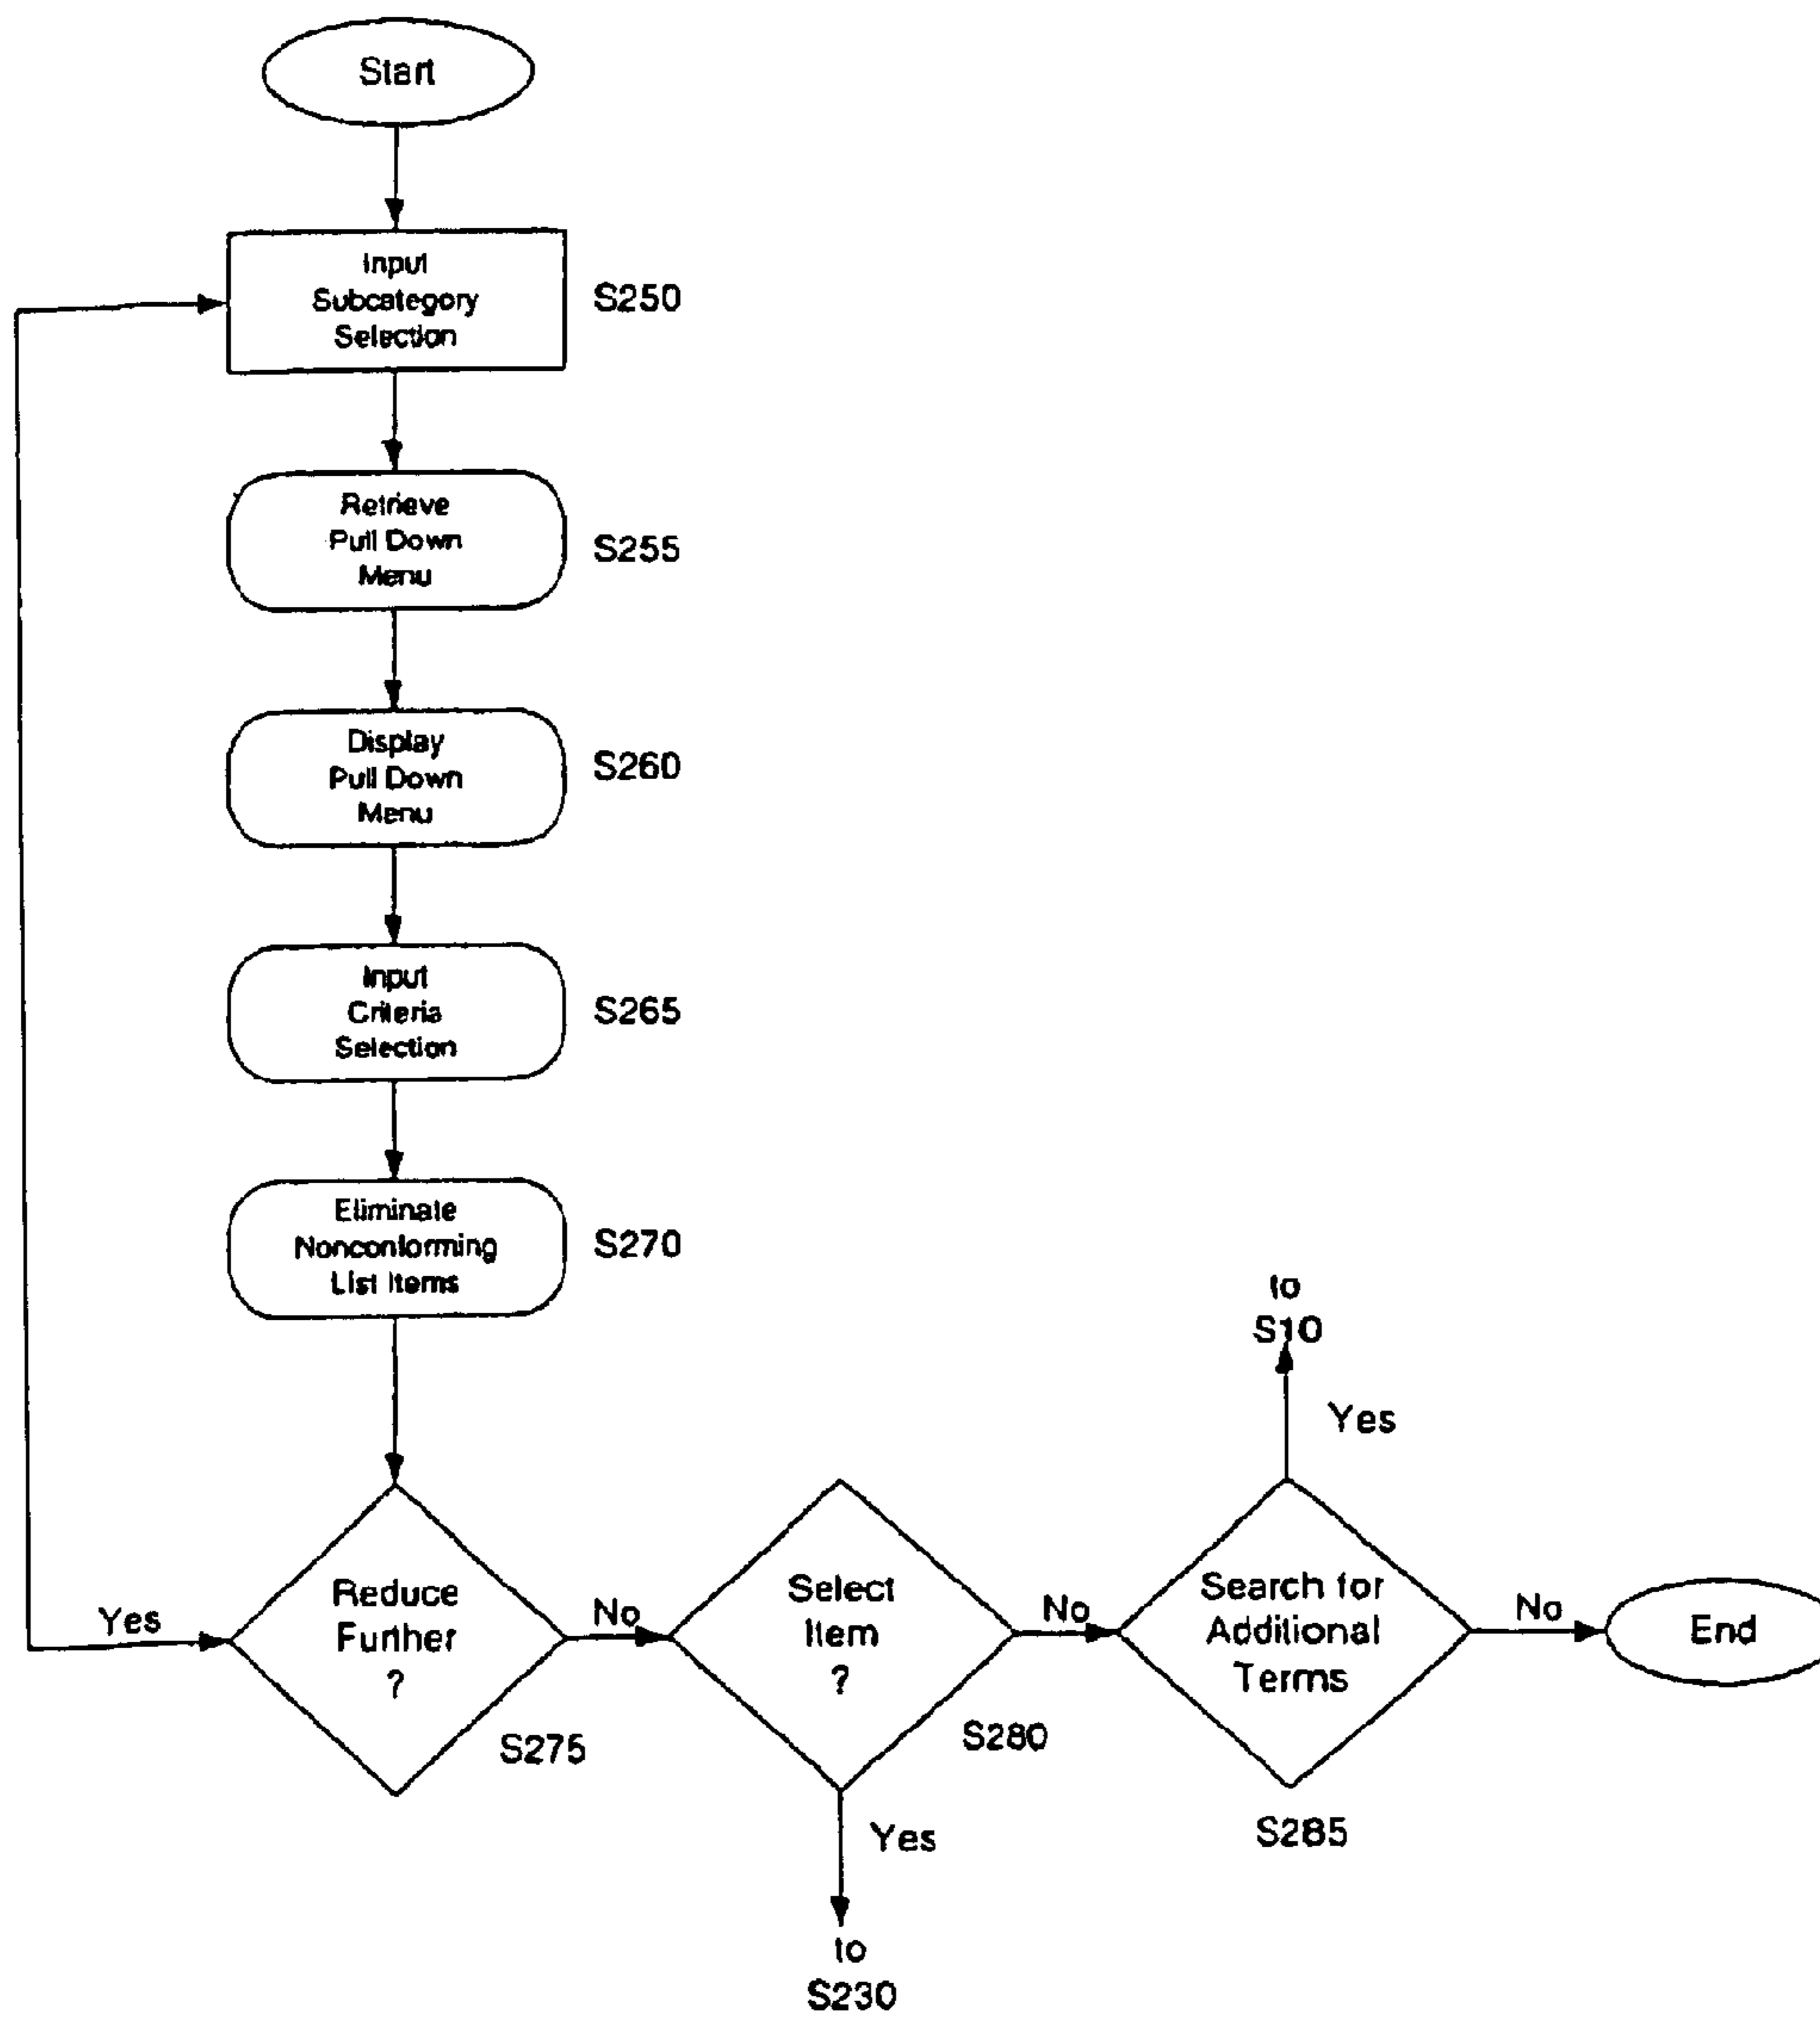 Start
Input
Subcategory
Selection
S250
Retrieve
Pull Down
Menu
S255
Display
Pull Down
Menu
S260
Input
Criteria
Selection
S265
Eliminate
Nonconforming
List Items
S270
to
S10
Yes
Reduce
Further
?
S275
Yes
No
Select
Item
?
S280
No
Yes
to
S230
Search for
Additional
Terms
S285
No
End